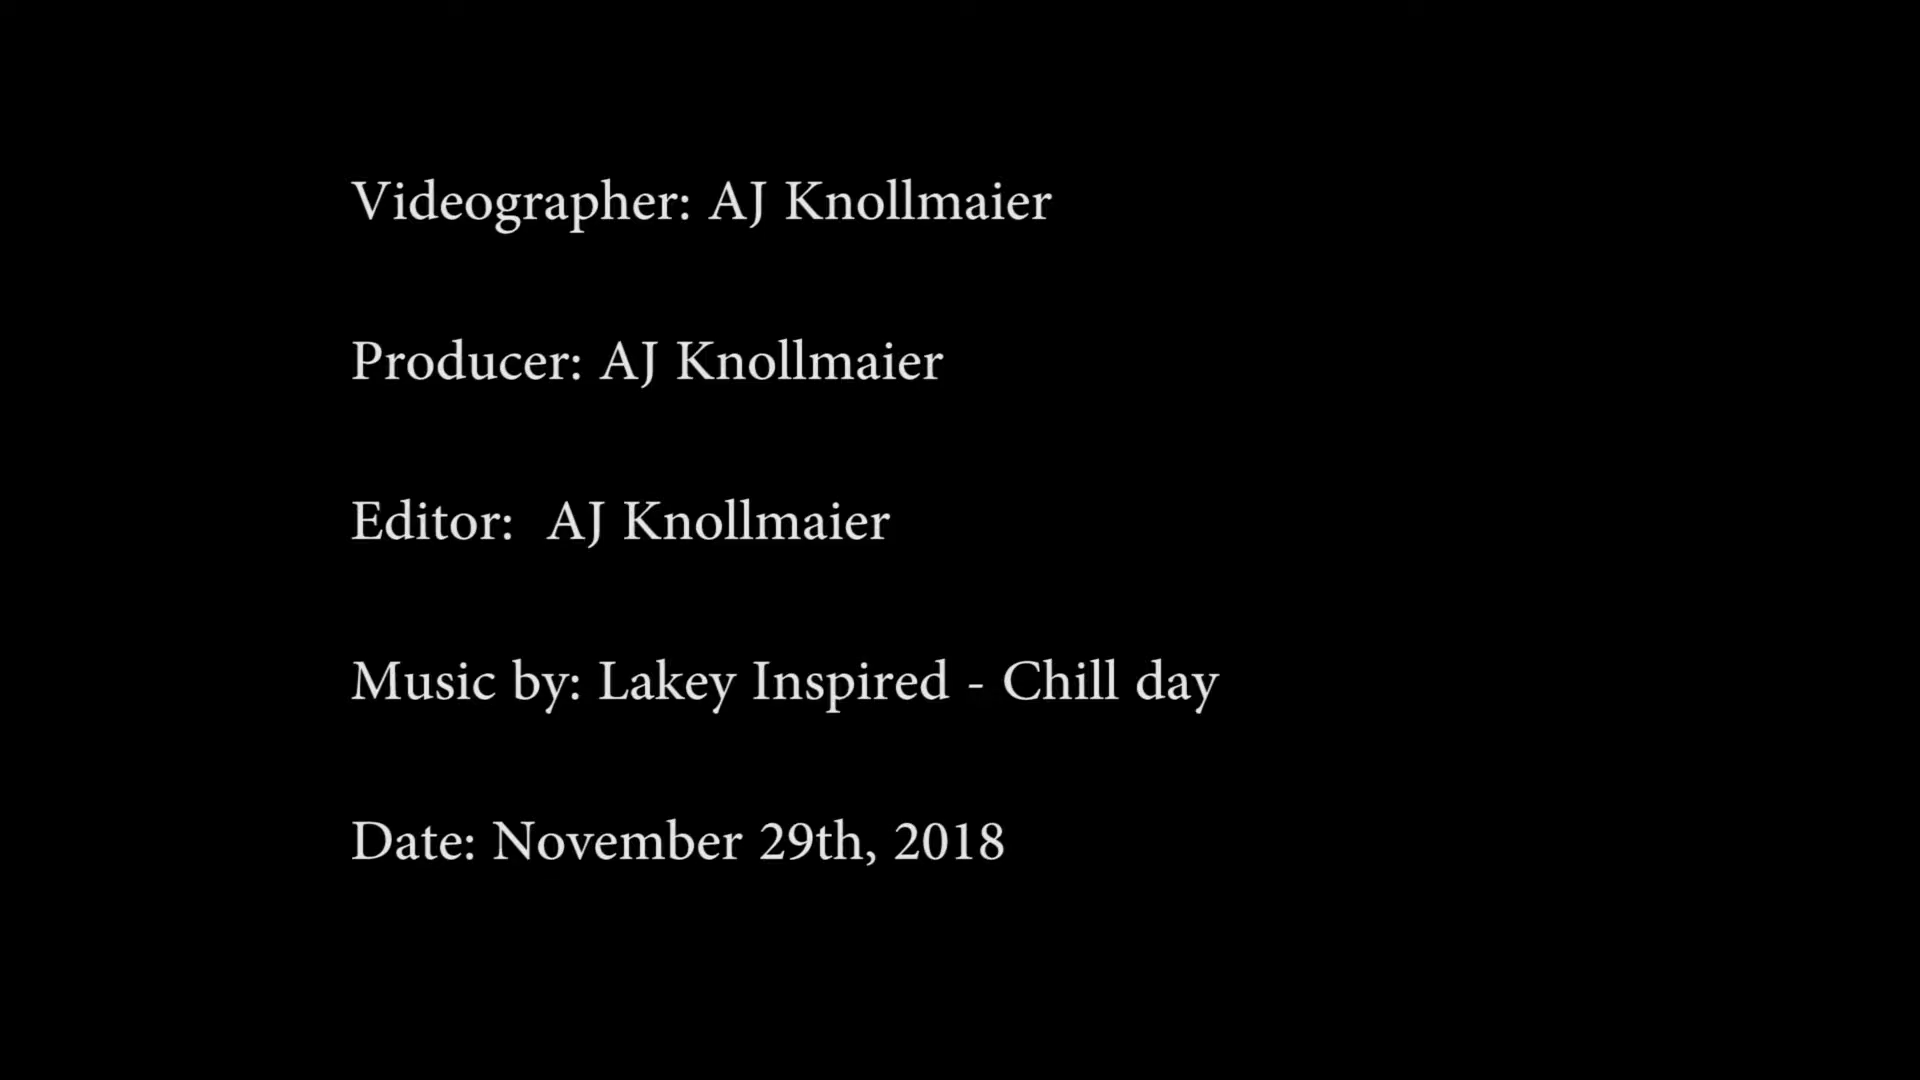 Videographer: AJ Knollmaier
Producer: AJ Knollmaier
Editor:  AJ Knollmaier
Music by: Lakey Inspired - Chill day
Date: November 29th, 2018